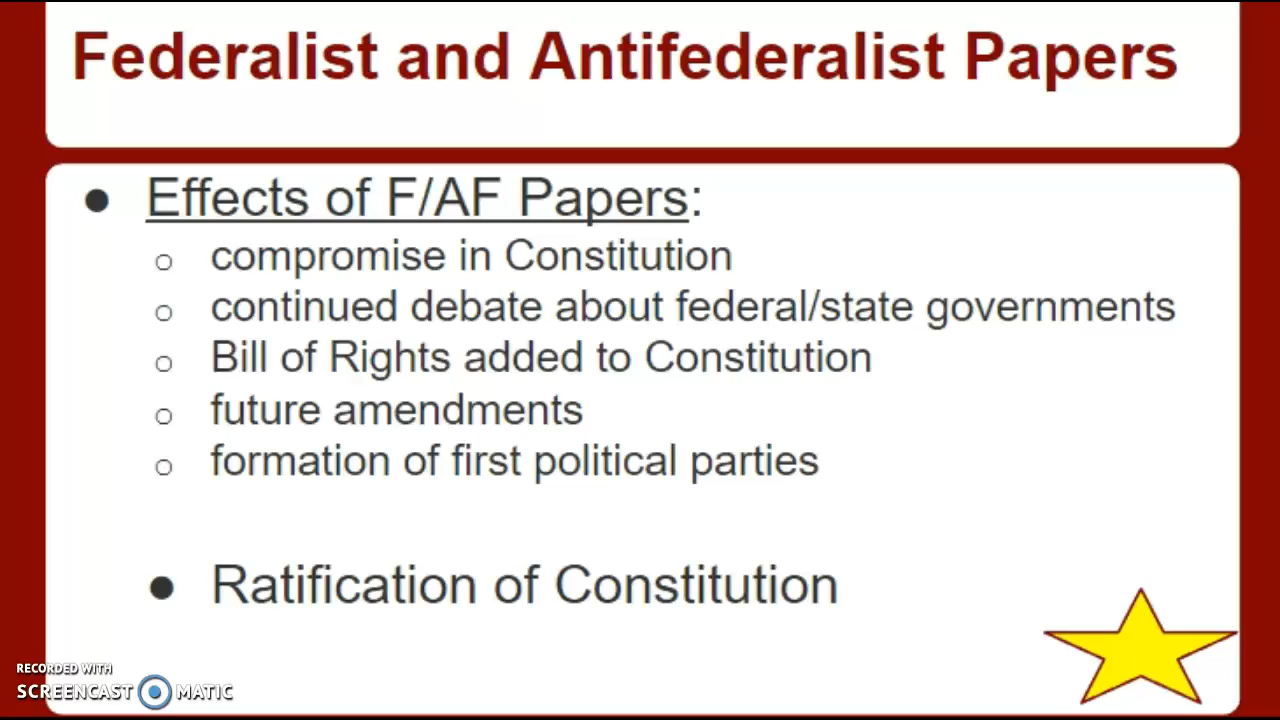 Federalist and Antifederalist Papers
● Effects of F/AF Papers:
○ compromise in Constitution
○ continued debate about federal/state governments
○ Bill of Rights added to Constitution
○ future amendments
○ formation of first political parties
● Ratification of Constitution
RECORDED WITH
SCREENCAST MATIC